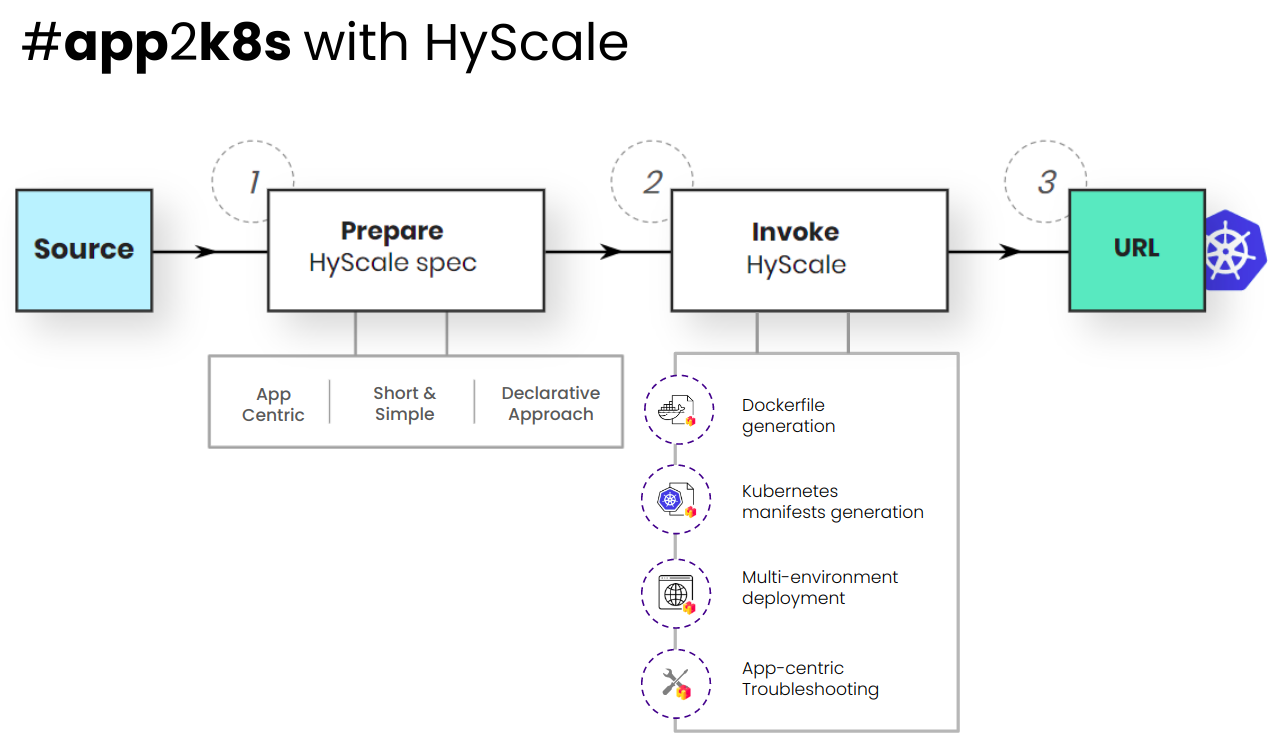 #app2k8s with HyScale
1
2
3
Source
Prepare
HyScale spec
Invoke
HyScale
URL
App
Centric
Short &
Simple
Declarative
Approach
Dockerfile
generation
Kubernetes
manifests generation
Multi-environment
deployment
App-centric
Troubleshooting